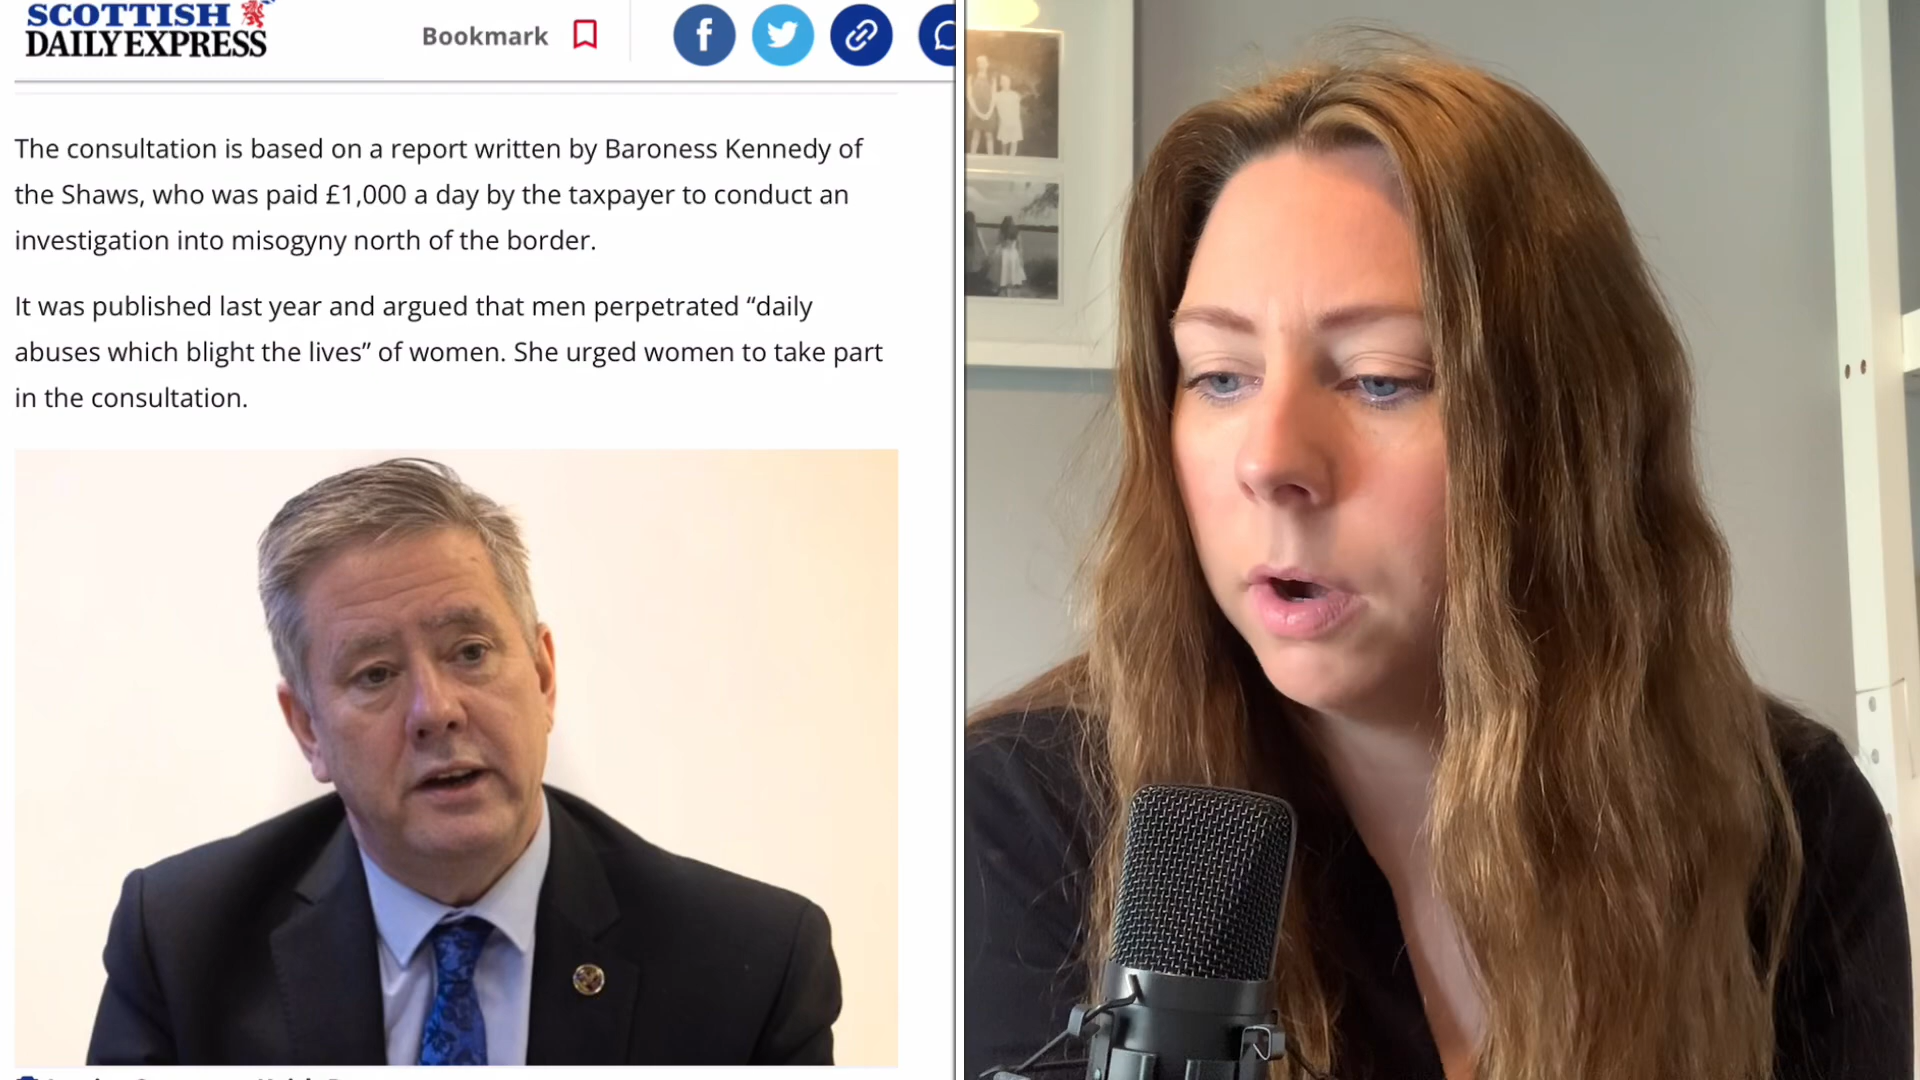 SCOTTISH
DAILY EXPRESS
Bookmark
The consultation is based on a report written by Baroness Kennedy of
the Shaws, who was paid £1,000 a day by the taxpayer to conduct an
investigation into misogyny north of the border.
It was published last year and argued that men perpetrated “daily
abuses which blight the lives” of women. She urged women to take part
in the consultation.